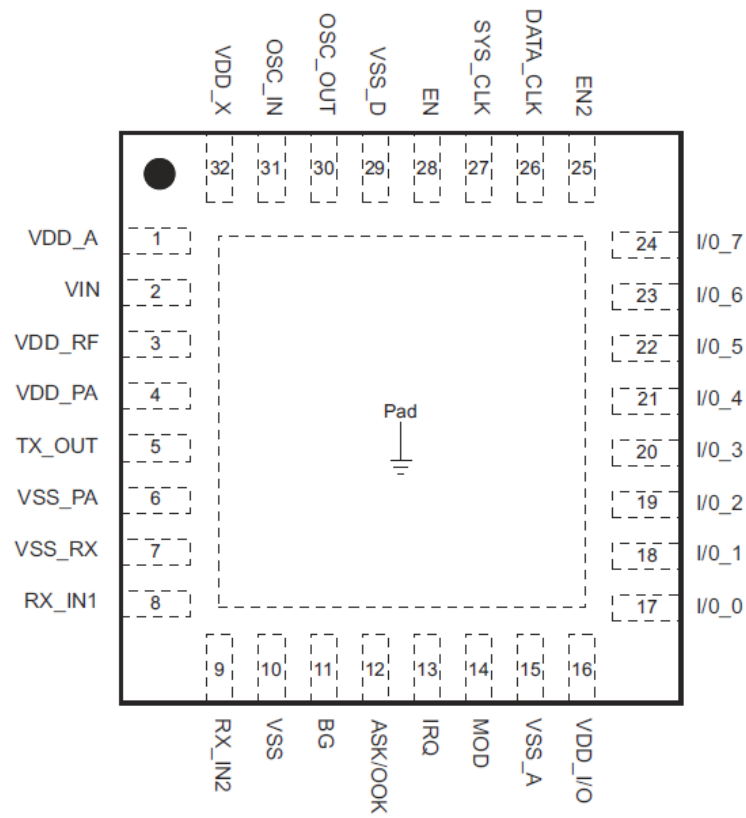 VDD_X
OSC_IN
OSC_OUT
VSS_D
EN
SYS_CLK
DATA_CLK
EN2
32 31 30 29 28 27 26 25
VDD_A 1
VIN 2
VDD_RF 3
VDD_PA 4
TX_OUT 5
VSS_PA 6
VSS_RX 7
RX_IN1 8
Pad
24 I/0_7
23 I/0_6
22 I/0_5
21 I/0_4
20 I/0_3
19 I/0_2
18 I/0_1
17 I/0_0
9 10 11 12 13 14 15 16
RX_IN2
VSS
BG
ASK/OOK
IRQ
MOD
VSS_A
VDD_I/O